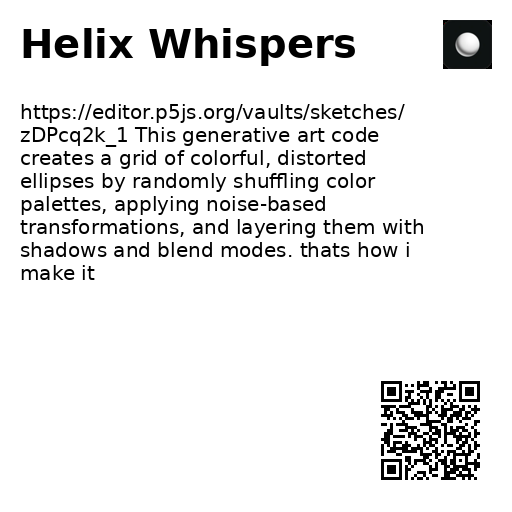 Helix Whispers
https://editor.p5js.org/vaults/sketches/
zDPcq2k_1 This generative art code
creates a grid of colorful, distorted
ellipses by randomly shuffling color
palettes, applying noise-based
transformations, and layering them with
shadows and blend modes. thats how i
make it